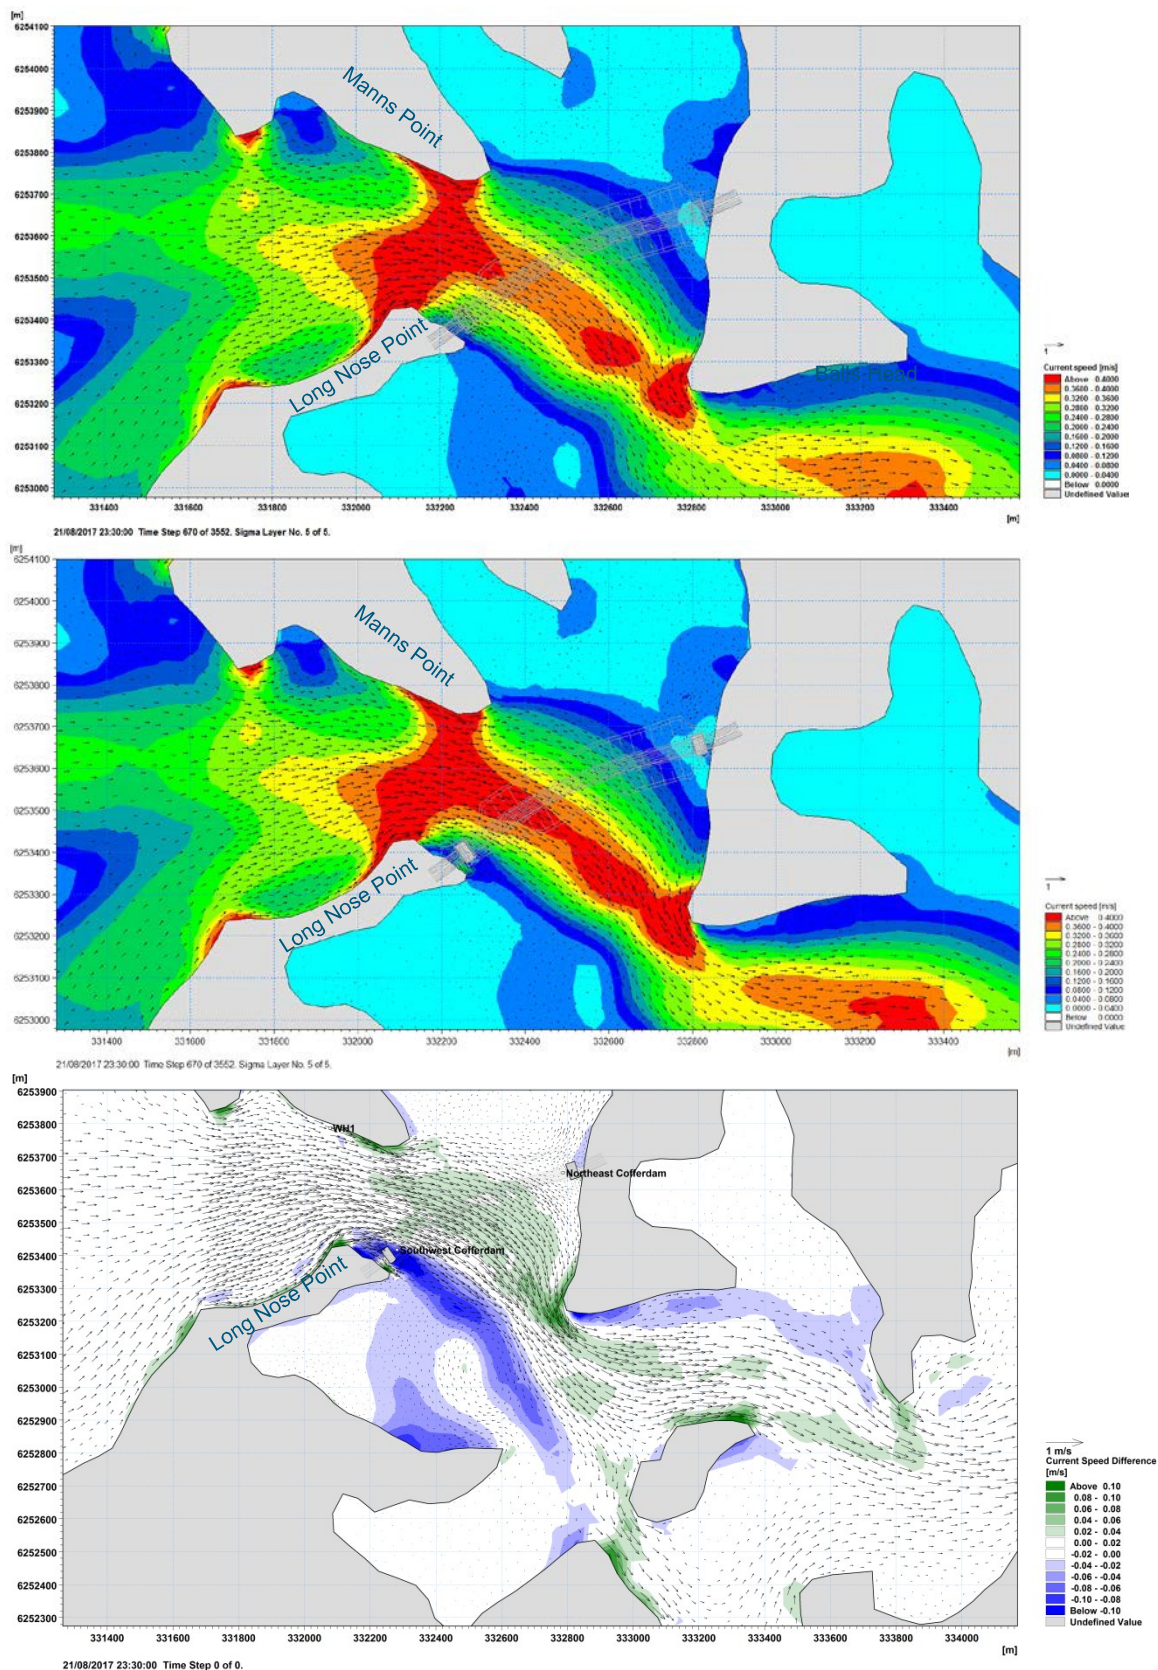 [m]
6254100
6254000
6253900
6253800
6253700
6253600
6253500
6253400
6253300
6253200
6253100
6253000
Manns Point
Long Nose Point
Balls Head
331400 331600 331800 332000 332200 332400 332600 332800 333000 333200 333400
[m]
21/08/2017 23:30:00 Time Step 670 of 3552. Sigma Layer No. 5 of 5.
1
Current speed [m/s]
Above 0.4000
0.3600 - 0.4000
0.3200 - 0.3600
0.2800 - 0.3200
0.2400 - 0.2800
0.2000 - 0.2400
0.1600 - 0.2000
0.1200 - 0.1600
0.0800 - 0.1200
0.0400 - 0.0800
0.0000 - 0.0400
Below 0.0000
Undefined Value
[m]
6254100
6254000
6253900
6253800
6253700
6253600
6253500
6253400
6253300
6253200
6253100
6253000
Manns Point
Long Nose Point
331400 331600 331800 332000 332200 332400 332600 332800 333000 333200 333400
[m]
21/08/2017 23:30:00 Time Step 670 of 3552. Sigma Layer No. 5 of 5.
1
Current speed [m/s]
Above 0.4000
0.3600 - 0.4000
0.3200 - 0.3600
0.2800 - 0.3200
0.2400 - 0.2800
0.2000 - 0.2400
0.1600 - 0.2000
0.1200 - 0.1600
0.0800 - 0.1200
0.0400 - 0.0800
0.0000 - 0.0400
Below 0.0000
Undefined Value
[m]
6253900
6253800
6253700
6253600
6253500
6253400
6253300
6253200
6253100
6253000
6252900
6252800
6252700
6252600
6252500
6252400
6252300
WH1
Northeast Cofferdam
Southwest Cofferdam
Long Nose Point
331400 331600 331800 332000 332200 332400 332600 332800 333000 333200 333400 333600 333800 334000
[m]
21/08/2017 23:30:00 Time Step 0 of 0.
1 m/s
Current Speed Difference
[m/s]
Above 0.10
0.08 - 0.10
0.06 - 0.08
0.04 - 0.06
0.02 - 0.04
0.00 - 0.02
-0.02 - 0.00
-0.04 - -0.02
-0.06 - -0.04
-0.08 - -0.06
-0.10 - -0.08
Below -0.10
Undefined Value